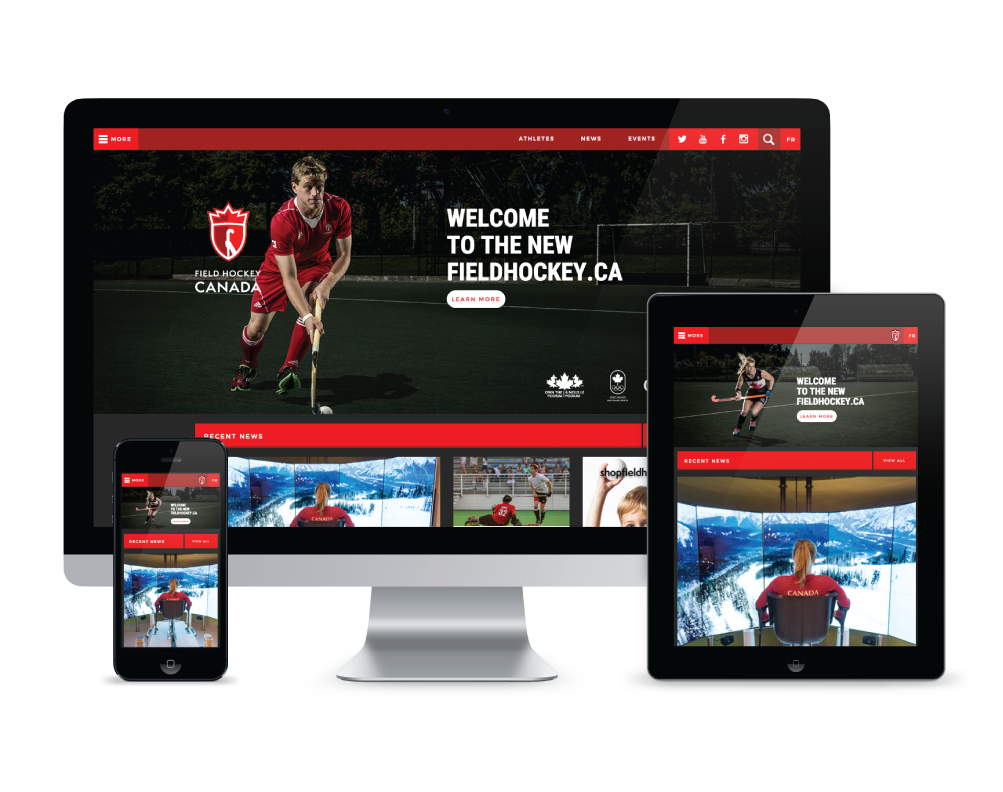 MORE
ATHLETES
NEWS
EVENTS
FR
FIELD HOCKEY
CANADA
WELCOME
TO THE NEW
FIELDHOCKEY.CA
LEARN MORE
OWN THE
PODIUM
RECENT NEWS
CANADA
32
shopfieldh
MORE
FR
WELCOME
TO THE NEW
FIELDHOCKEY.CA
LEARN MORE
RECENT NEWS
VIEW ALL
CANADA
MORE
FR
WELCOME
TO THE NEW
FIELDHOCKEY.CA
RECENT NEWS
VIEW ALL
CANADA